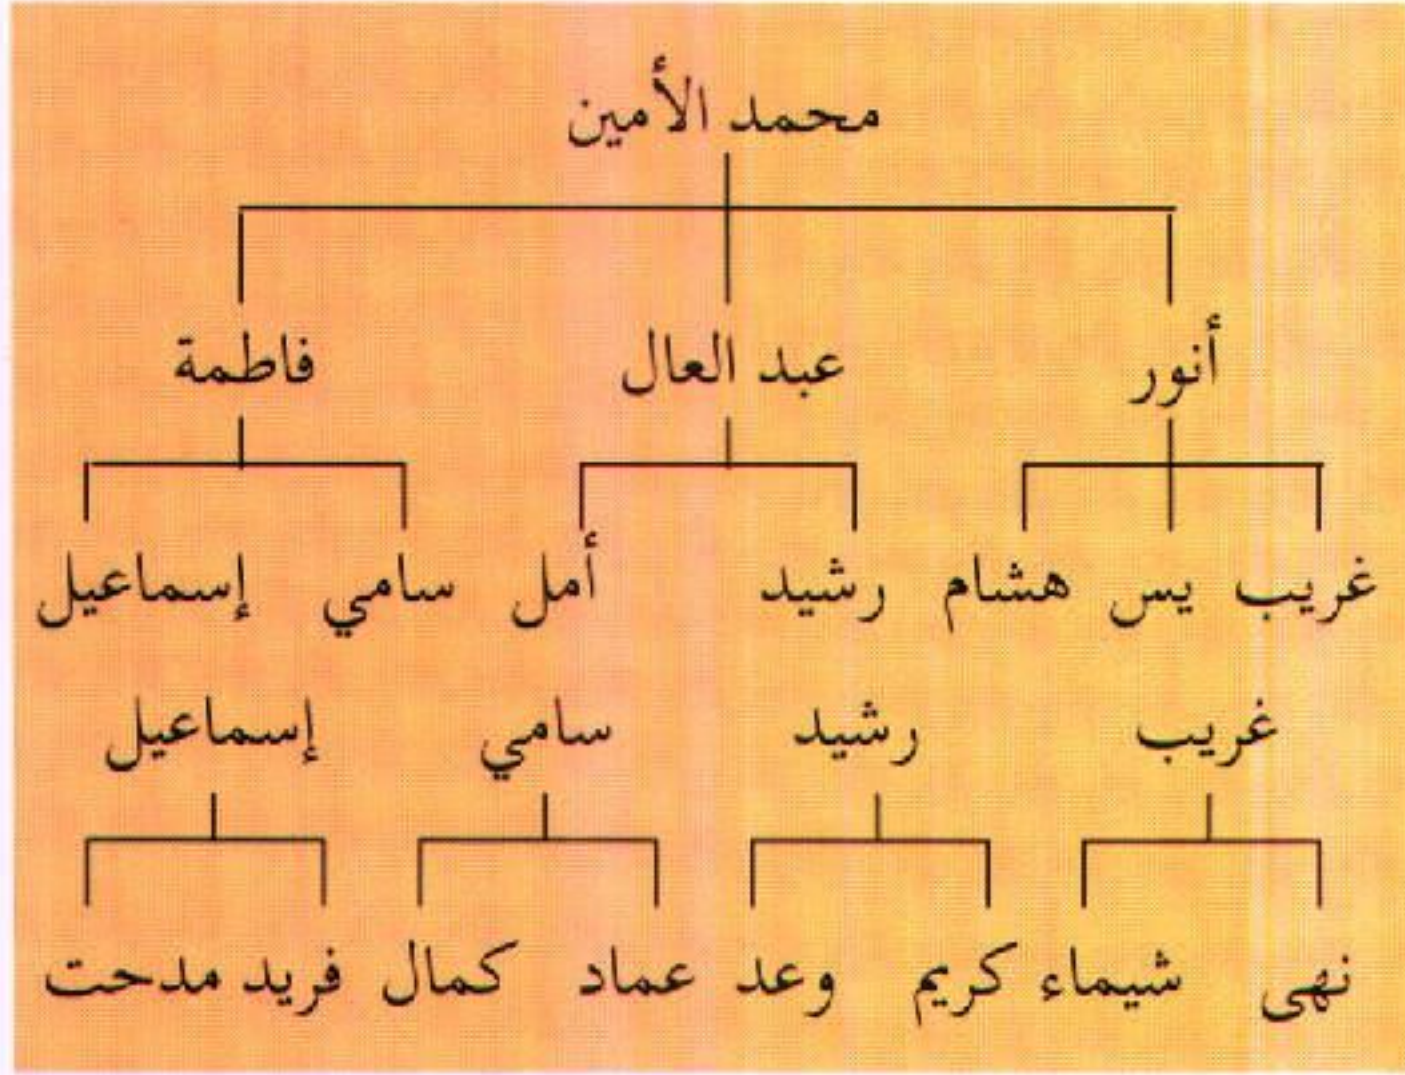 محمد الأمين
أنور عبد العال فاطمة
غريب يس هشام رشيد أمل سامي إسماعيل
غريب رشيد سامي إسماعيل
نهى شيماء كريم وعد عماد كمال فريد مدحت